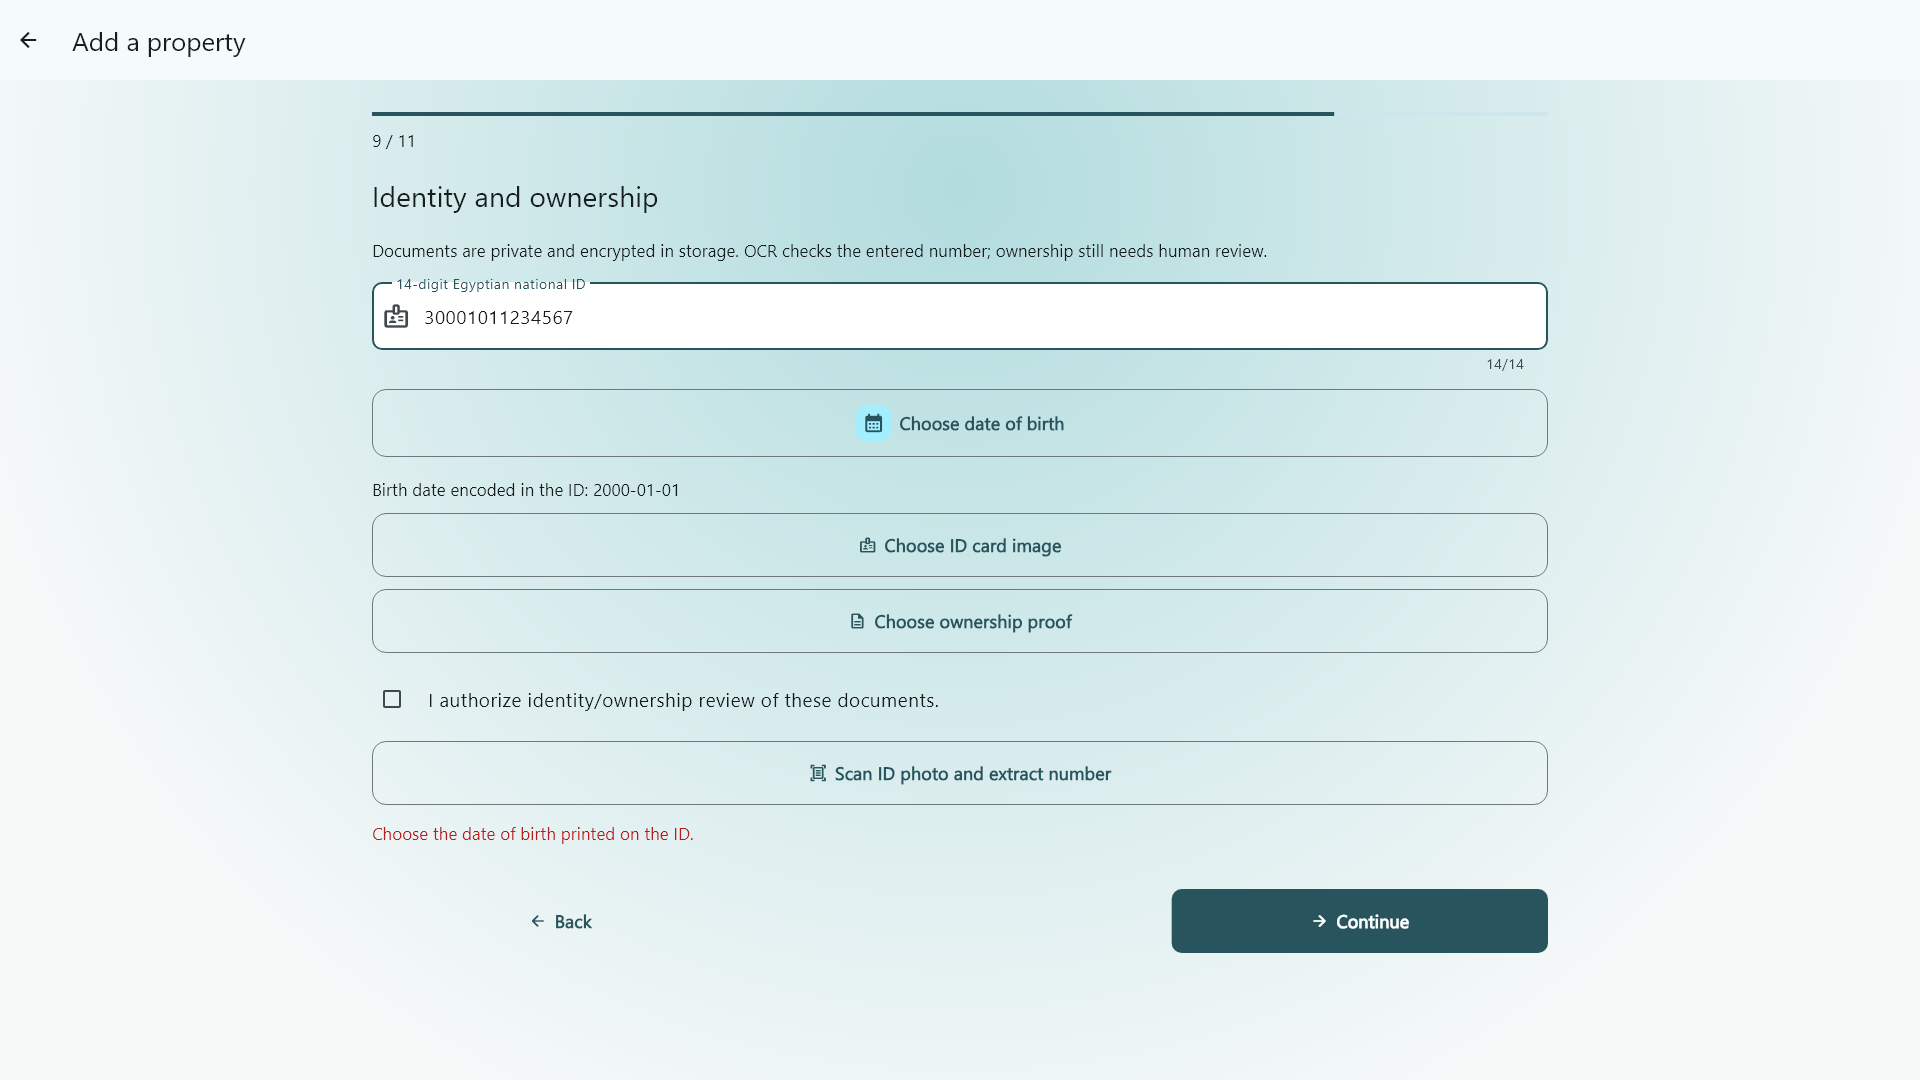 Add a property
9 / 11
Identity and ownership
Documents are private and encrypted in storage. OCR checks the entered number; ownership still needs human review.
14-digit Egyptian national ID
30001011234567
14/14
Choose date of birth
Birth date encoded in the ID: 2000-01-01
Choose ID card image
Choose ownership proof
I authorize identity/ownership review of these documents.
Scan ID photo and extract number
Choose the date of birth printed on the ID.
Back
Continue